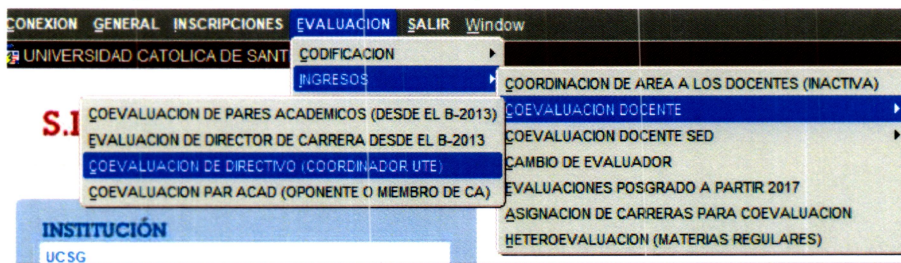 CONEXION GENERAL INSCRIPCIONES EVALUACION SALIR Window
UNIVERSIDAD CATOLICA DE SANT
CODIFICACION
INGRESOS
COORDINACION DE AREA A LOS DOCENTES (INACTIVA)
COEVALUACION DOCENTE
COEVALUACION DOCENTE SED
CAMBIO DE EVALUADOR
EVALUACIONES POSGRADO A PARTIR 2017
ASIGNACION DE CARRERAS PARA COEVALUACION
HETEROEVALUACION (MATERIAS REGULARES)
S.I
COEVALUACION DE PARES ACADEMICOS (DESDE EL B-2013)
EVALUACION DE DIRECTOR DE CARRERA DESDE EL B-2013
COEVALUACION DE DIRECTIVO (COORDINADOR UTE)
COEVALUACION PAR ACAD (OPONENTE O MIEMBRO DE CA)
INSTITUCIÓN
UCSG